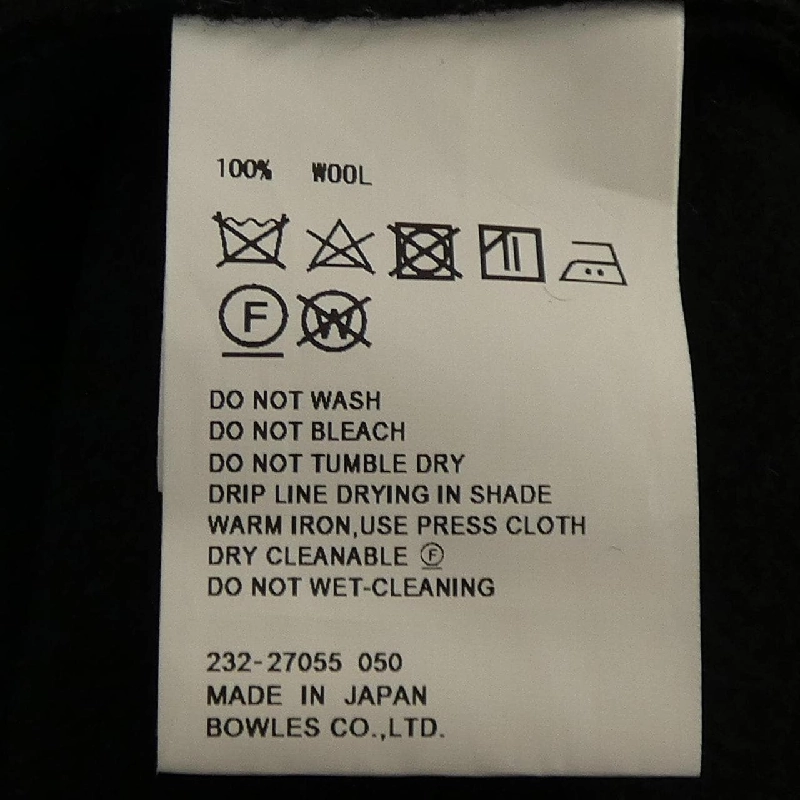 100% WOOL
F W
DO NOT WASH
DO NOT BLEACH
DO NOT TUMBLE DRY
DRIP LINE DRYING IN SHADE
WARM IRON,USE PRESS CLOTH
DRY CLEANABLE Ⓕ
DO NOT WET-CLEANING
232-27055 050
MADE IN JAPAN
BOWLES CO.,LTD.